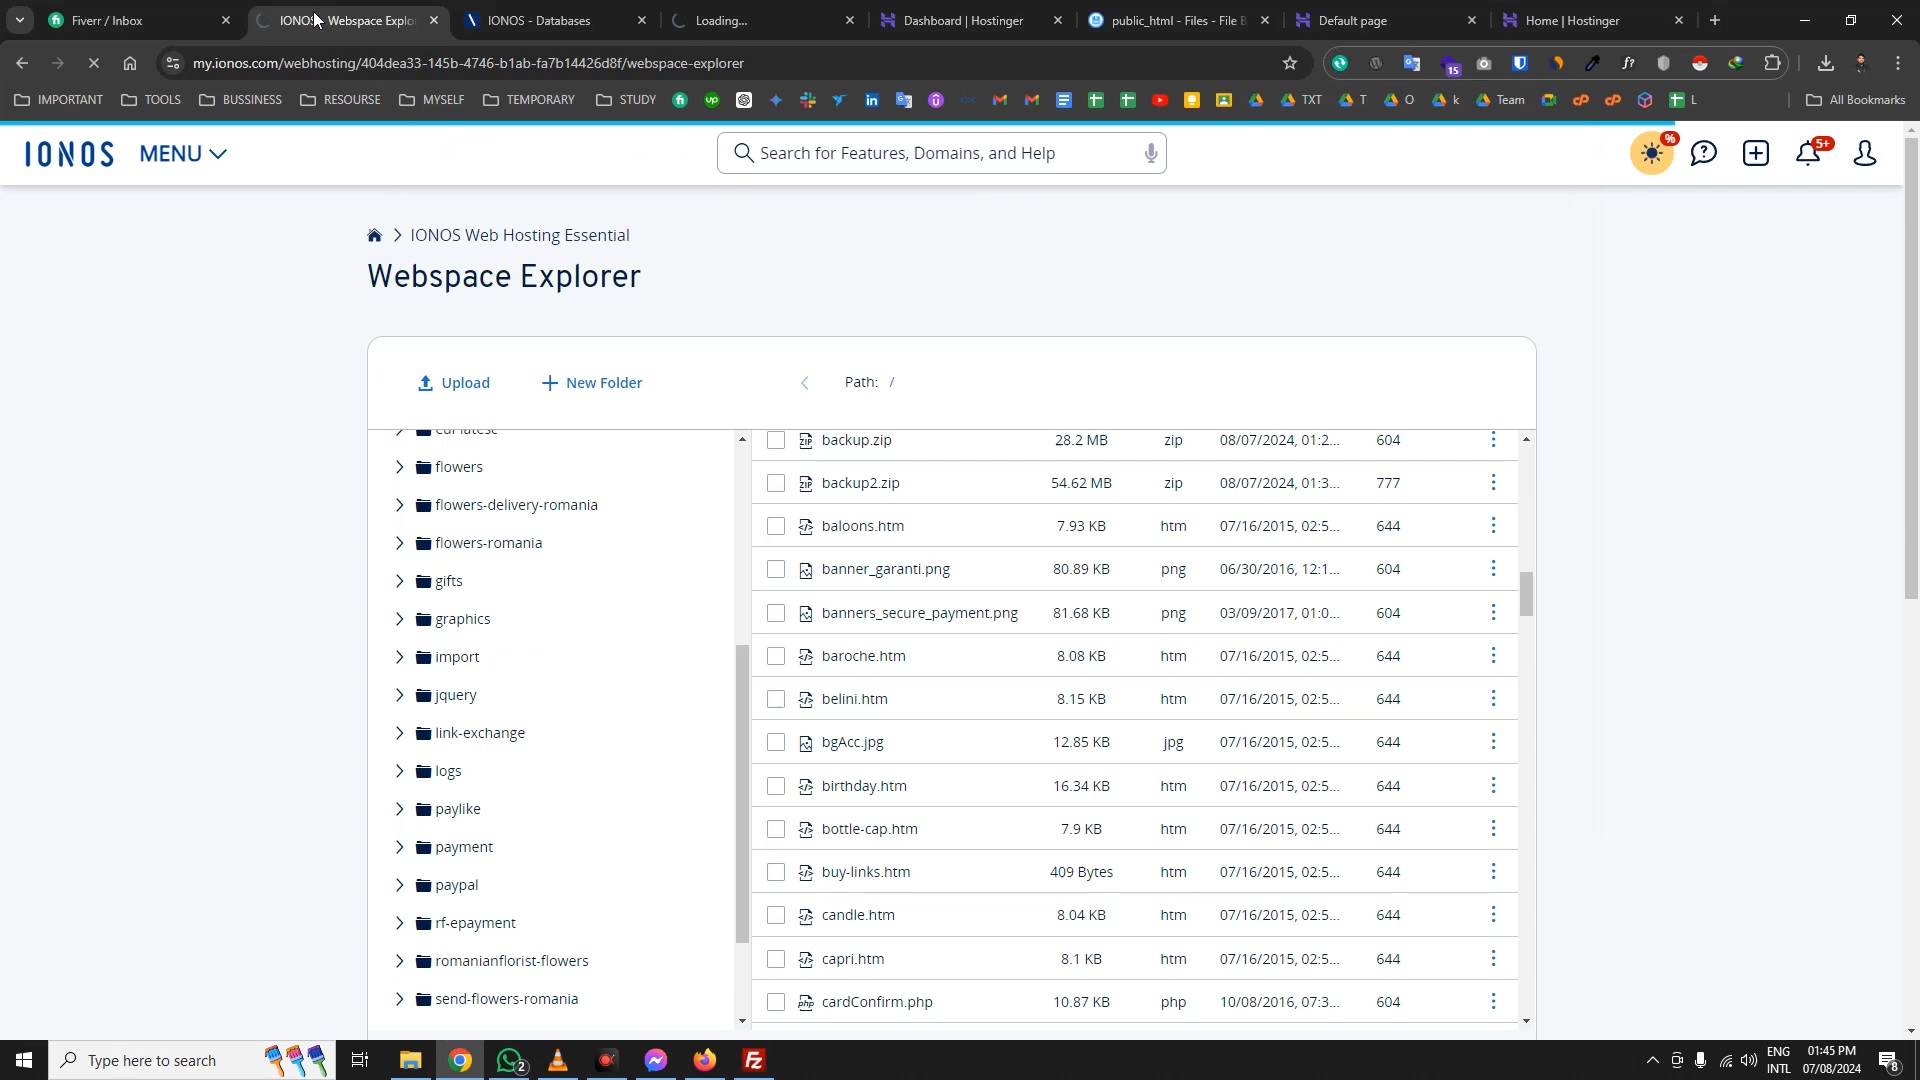 Fiverr / Inbox
IONOS - Webspace Explo
IONOS - Databases
Loading...
Dashboard | Hostinger
public_html - Files - File B
Default page
Home | Hostinger
my.ionos.com/webhosting/404dea33-145b-4746-b1ab-fa7b14426d8f/webspace-explorer
15
f?
IMPORTANT
TOOLS
BUSSINESS
RESOURSE
MYSELF
TEMPORARY
STUDY
TXT
T
O
k
Team
L
All Bookmarks
IONOS
MENU
Search for Features, Domains, and Help
%
5+
IONOS Web Hosting Essential
Webspace Explorer
Upload
New Folder
Path: /
flowers
flowers-delivery-romania
flowers-romania
gifts
graphics
import
jquery
link-exchange
logs
paylike
payment
paypal
rf-epayment
romanianflorist-flowers
send-flowers-romania
backup.zip 28.2 MB zip 08/07/2024, 01:2... 604
backup2.zip 54.62 MB zip 08/07/2024, 01:3... 777
baloons.htm 7.93 KB htm 07/16/2015, 02:5... 644
banner_garanti.png 80.89 KB png 06/30/2016, 12:1... 604
banners_secure_payment.png 81.68 KB png 03/09/2017, 01:0... 604
baroche.htm 8.08 KB htm 07/16/2015, 02:5... 644
belini.htm 8.15 KB htm 07/16/2015, 02:5... 644
bgAcc.jpg 12.85 KB jpg 07/16/2015, 02:5... 644
birthday.htm 16.34 KB htm 07/16/2015, 02:5... 644
bottle-cap.htm 7.9 KB htm 07/16/2015, 02:5... 644
buy-links.htm 409 Bytes htm 07/16/2015, 02:5... 644
candle.htm 8.04 KB htm 07/16/2015, 02:5... 644
capri.htm 8.1 KB htm 07/16/2015, 02:5... 644
cardConfirm.php 10.87 KB php 10/08/2016, 07:3... 604
Type here to search
2
ENG
INTL
01:45 PM
07/08/2024
8